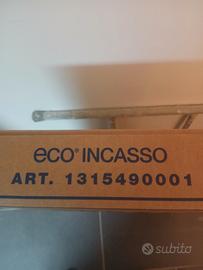 eco® INCASSO
ART. 1315490001
subito